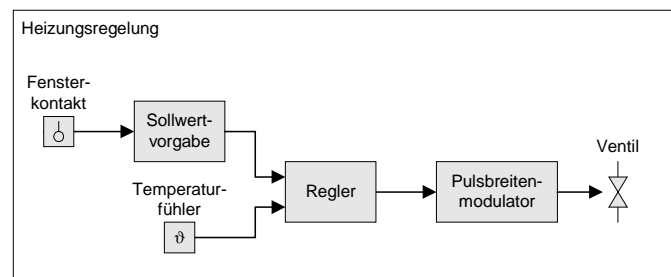 Heizungsregelung
Fenster-
kontakt
Sollwert-
vorgabe
Temperatur-
fühler
ϑ
Regler
Pulsbreiten-
modulator
Ventil